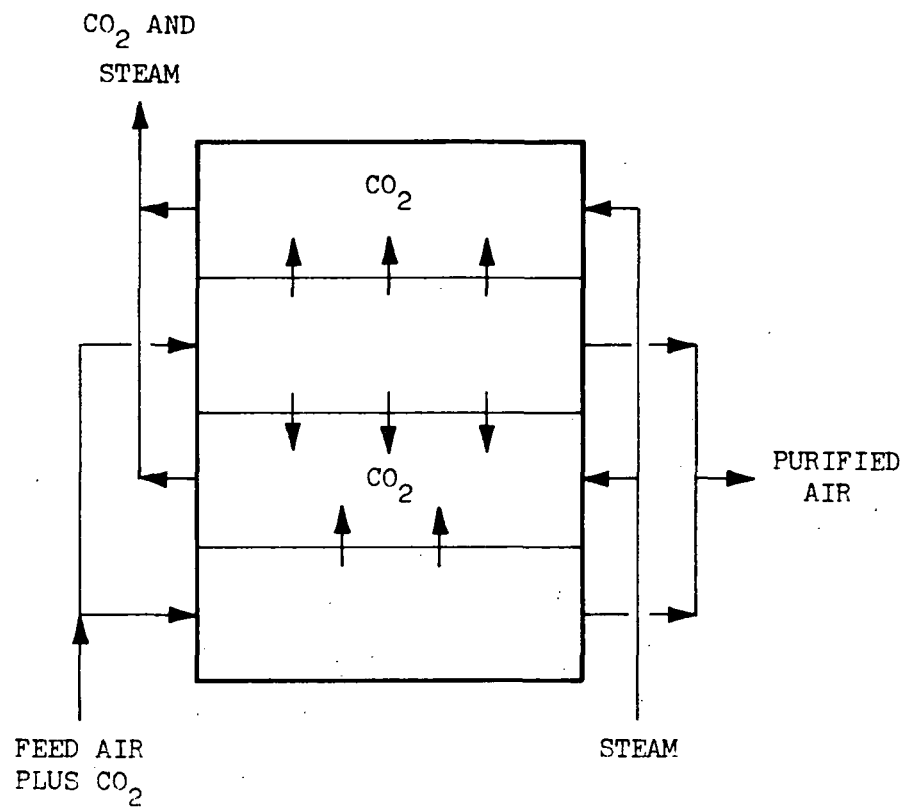 CO₂ AND
STEAM
CO₂
CO₂
PURIFIED
AIR
FEED AIR
PLUS CO₂
STEAM